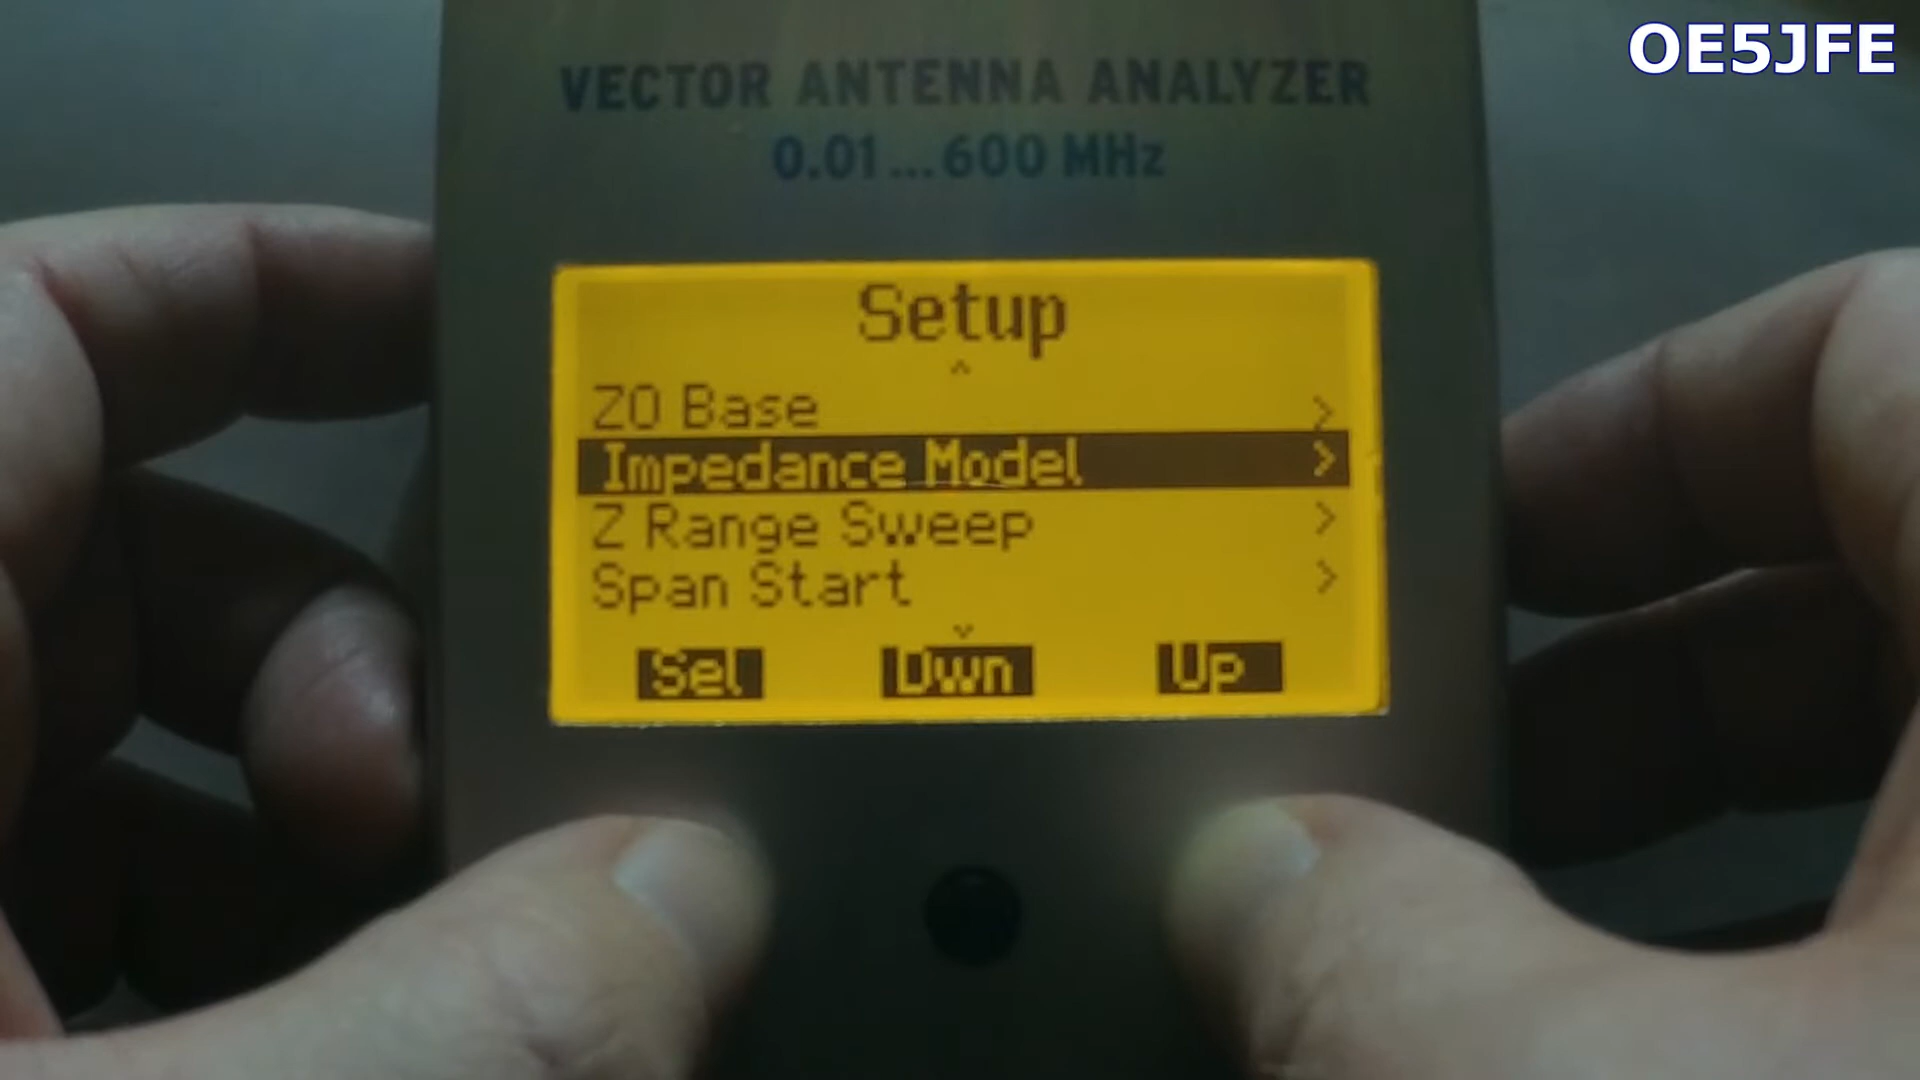 OE5JFE
VECTOR ANTENNA ANALYZER
0.01...600 MHz
Setup
^
Z0 Base >
Impedance Model >
Z Range Sweep >
Span Start >
Sel Dwn Up